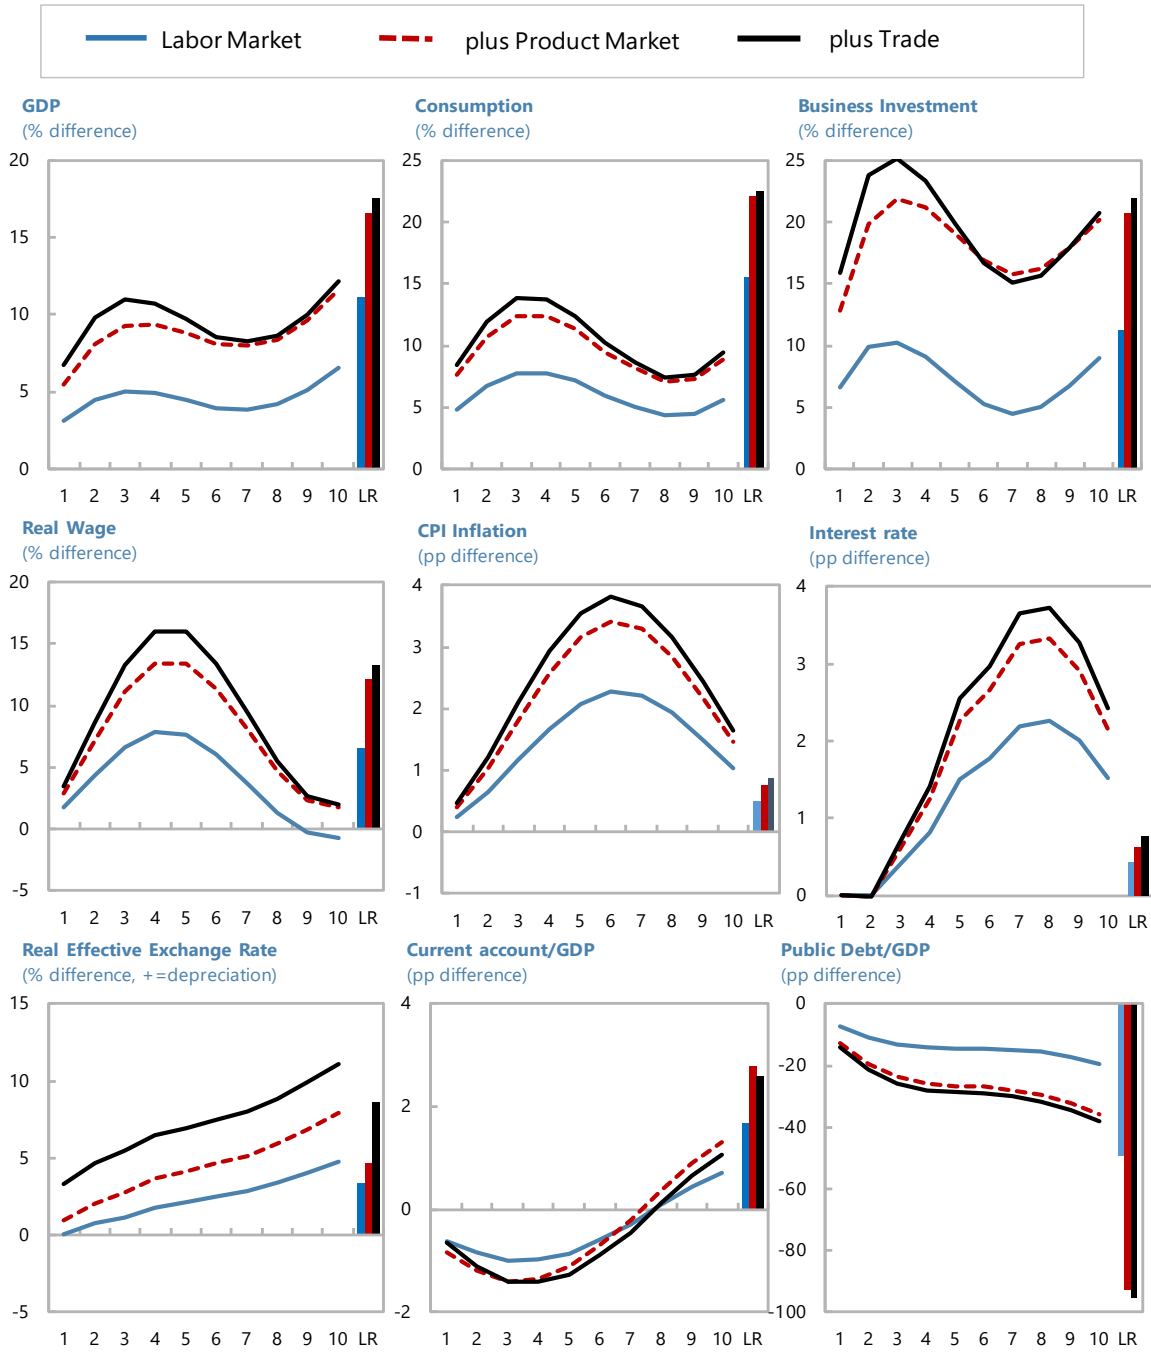 Labor Market plus Product Market plus Trade
GDP
(% difference)
20
15
10
5
0
1 2 3 4 5 6 7 8 9 10 LR
Consumption
(% difference)
25
20
15
10
5
0
1 2 3 4 5 6 7 8 9 10 LR
Business Investment
(% difference)
25
20
15
10
5
0
1 2 3 4 5 6 7 8 9 10 LR
Real Wage
(% difference)
20
15
10
5
0
-5
1 2 3 4 5 6 7 8 9 10 LR
CPI Inflation
(pp difference)
4
3
2
1
0
-1
1 2 3 4 5 6 7 8 9 10 LR
Interest rate
(pp difference)
4
3
2
1
0
1 2 3 4 5 6 7 8 9 10 LR
Real Effective Exchange Rate
(% difference, +=depreciation)
15
10
5
0
-5
1 2 3 4 5 6 7 8 9 10 LR
Current account/GDP
(pp difference)
4
2
0
-2
1 2 3 4 5 6 7 8 9 10 LR
Public Debt/GDP
(pp difference)
0
-20
-40
-60
-80
-100
1 2 3 4 5 6 7 8 9 10 LR